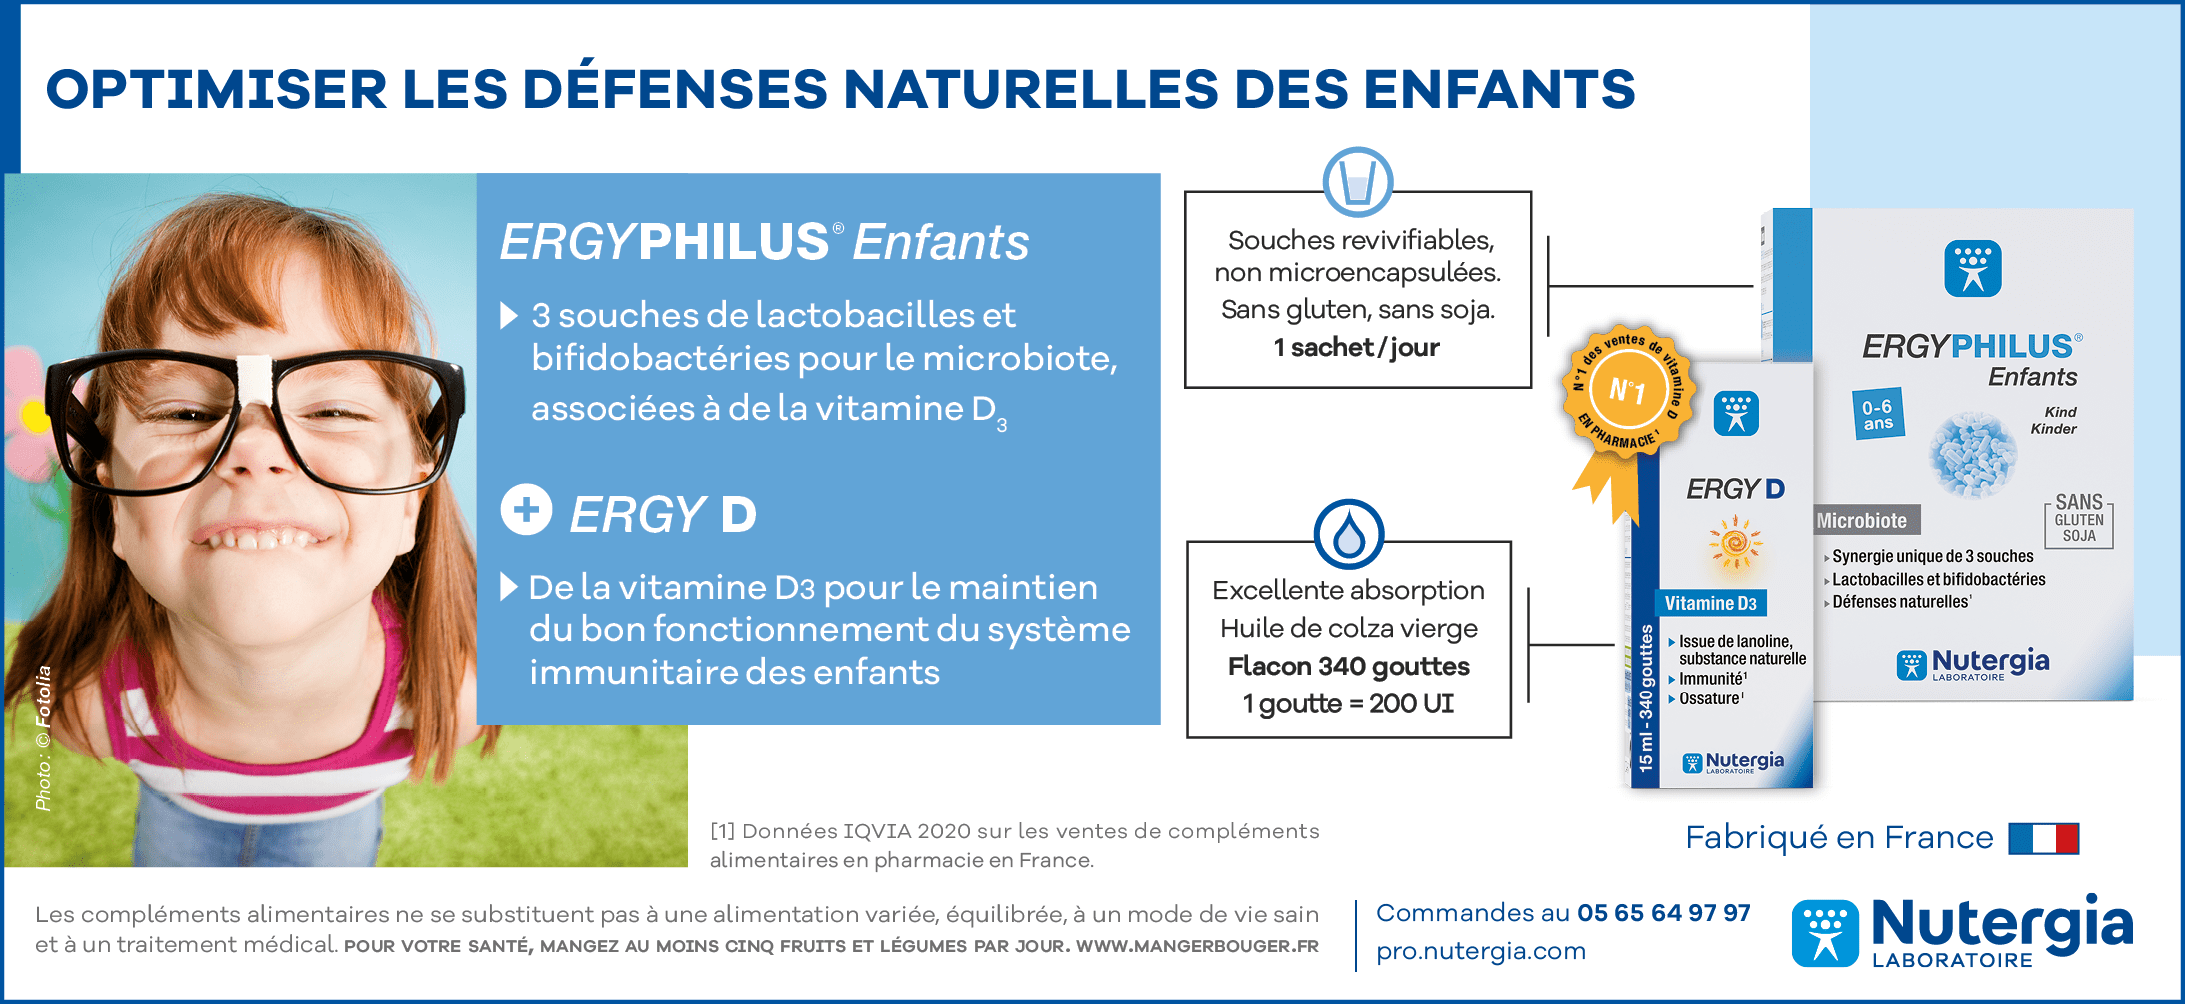 OPTIMISER LES DÉFENSES NATURELLES DES ENFANTS
ERGYPHILUS® Enfants
3 souches de lactobacilles et
bifidobactéries pour le microbiote,
associées à de la vitamine D3
+ ERGY D
De la vitamine D3 pour le maintien
du bon fonctionnement du système
immunitaire des enfants
Photo : © Fotolia
Souches revivifiables,
non microencapsulées.
Sans gluten, sans soja.
1 sachet / jour
Excellente absorption
Huile de colza vierge
Flacon 340 gouttes
1 goutte = 200 UI
N°1 des ventes de vitamine D
N°1
EN PHARMACIE1
ERGY D
Vitamine D3
Issue de lanoline,
substance naturelle
Immunité1
Ossature1
15 ml - 340 gouttes
Nutergia
LABORATOIRE
ERGYPHILUS®
Enfants
0-6
ans
Kind
Kinder
SANS
GLUTEN
SOJA
Microbiote
Synergie unique de 3 souches
Lactobacilles et bifidobactéries
Défenses naturelles1
Nutergia
LABORATOIRE
[1] Données IQVIA 2020 sur les ventes de compléments
alimentaires en pharmacie en France.
Fabriqué en France
Les compléments alimentaires ne se substituent pas à une alimentation variée, équilibrée, à un mode de vie sain
et à un traitement médical. POUR VOTRE SANTÉ, MANGEZ AU MOINS CINQ FRUITS ET LÉGUMES PAR JOUR. WWW.MANGERBOUGER.FR
Commandes au 05 65 64 97 97
pro.nutergia.com
Nutergia
LABORATOIRE